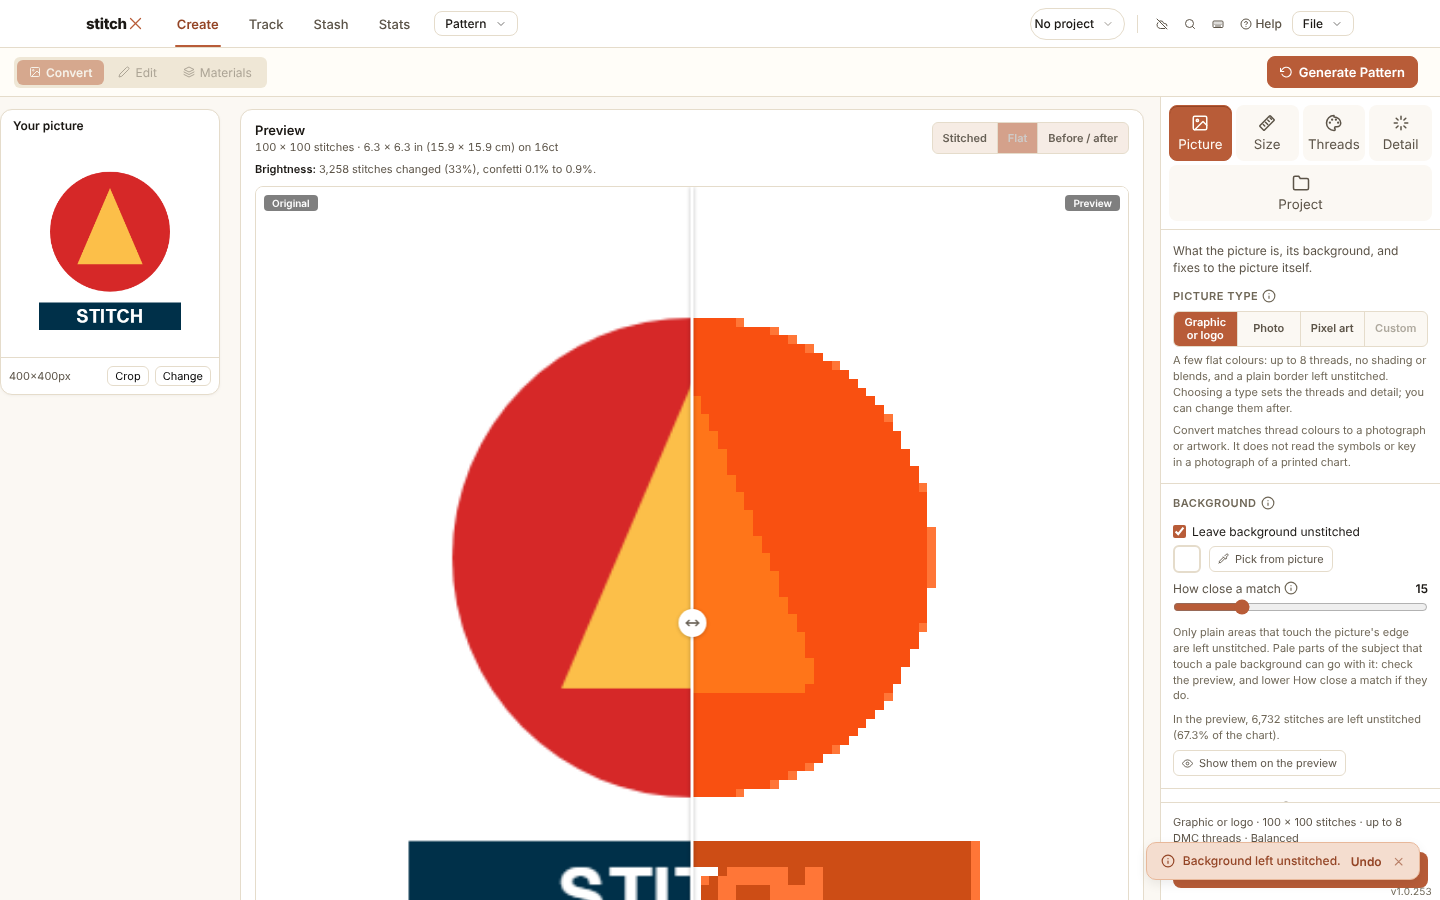 stitch
Create
Track
Stash
Stats
Pattern
No project
Help
File
Convert
Edit
Materials
Generate Pattern
Your picture
STITCH
400×400px
Crop
Change
Preview
100 × 100 stitches · 6.3 × 6.3 in (15.9 × 15.9 cm) on 16ct
Brightness: 3,258 stitches changed (33%), confetti 0.1% to 0.9%.
Stitched
Flat
Before / after
Original
Preview
STITCH
Picture
Size
Threads
Detail
Project
What the picture is, its background, and
fixes to the picture itself.
PICTURE TYPE
Graphic
or logo
Photo
Pixel art
Custom
A few flat colours: up to 8 threads, no shading or
blends, and a plain border left unstitched.
Choosing a type sets the threads and detail; you
can change them after.
Convert matches thread colours to a photograph
or artwork. It does not read the symbols or key
in a photograph of a printed chart.
BACKGROUND
Leave background unstitched
Pick from picture
How close a match
15
Only plain areas that touch the picture's edge
are left unstitched. Pale parts of the subject that
touch a pale background can go with it: check
the preview, and lower How close a match if they
do.
In the preview, 6,732 stitches are left unstitched
(67.3% of the chart).
Show them on the preview
Graphic or logo · 100 × 100 stitches · up to 8
DMC threads · Balanced
Background left unstitched.
Undo
v1.0.253